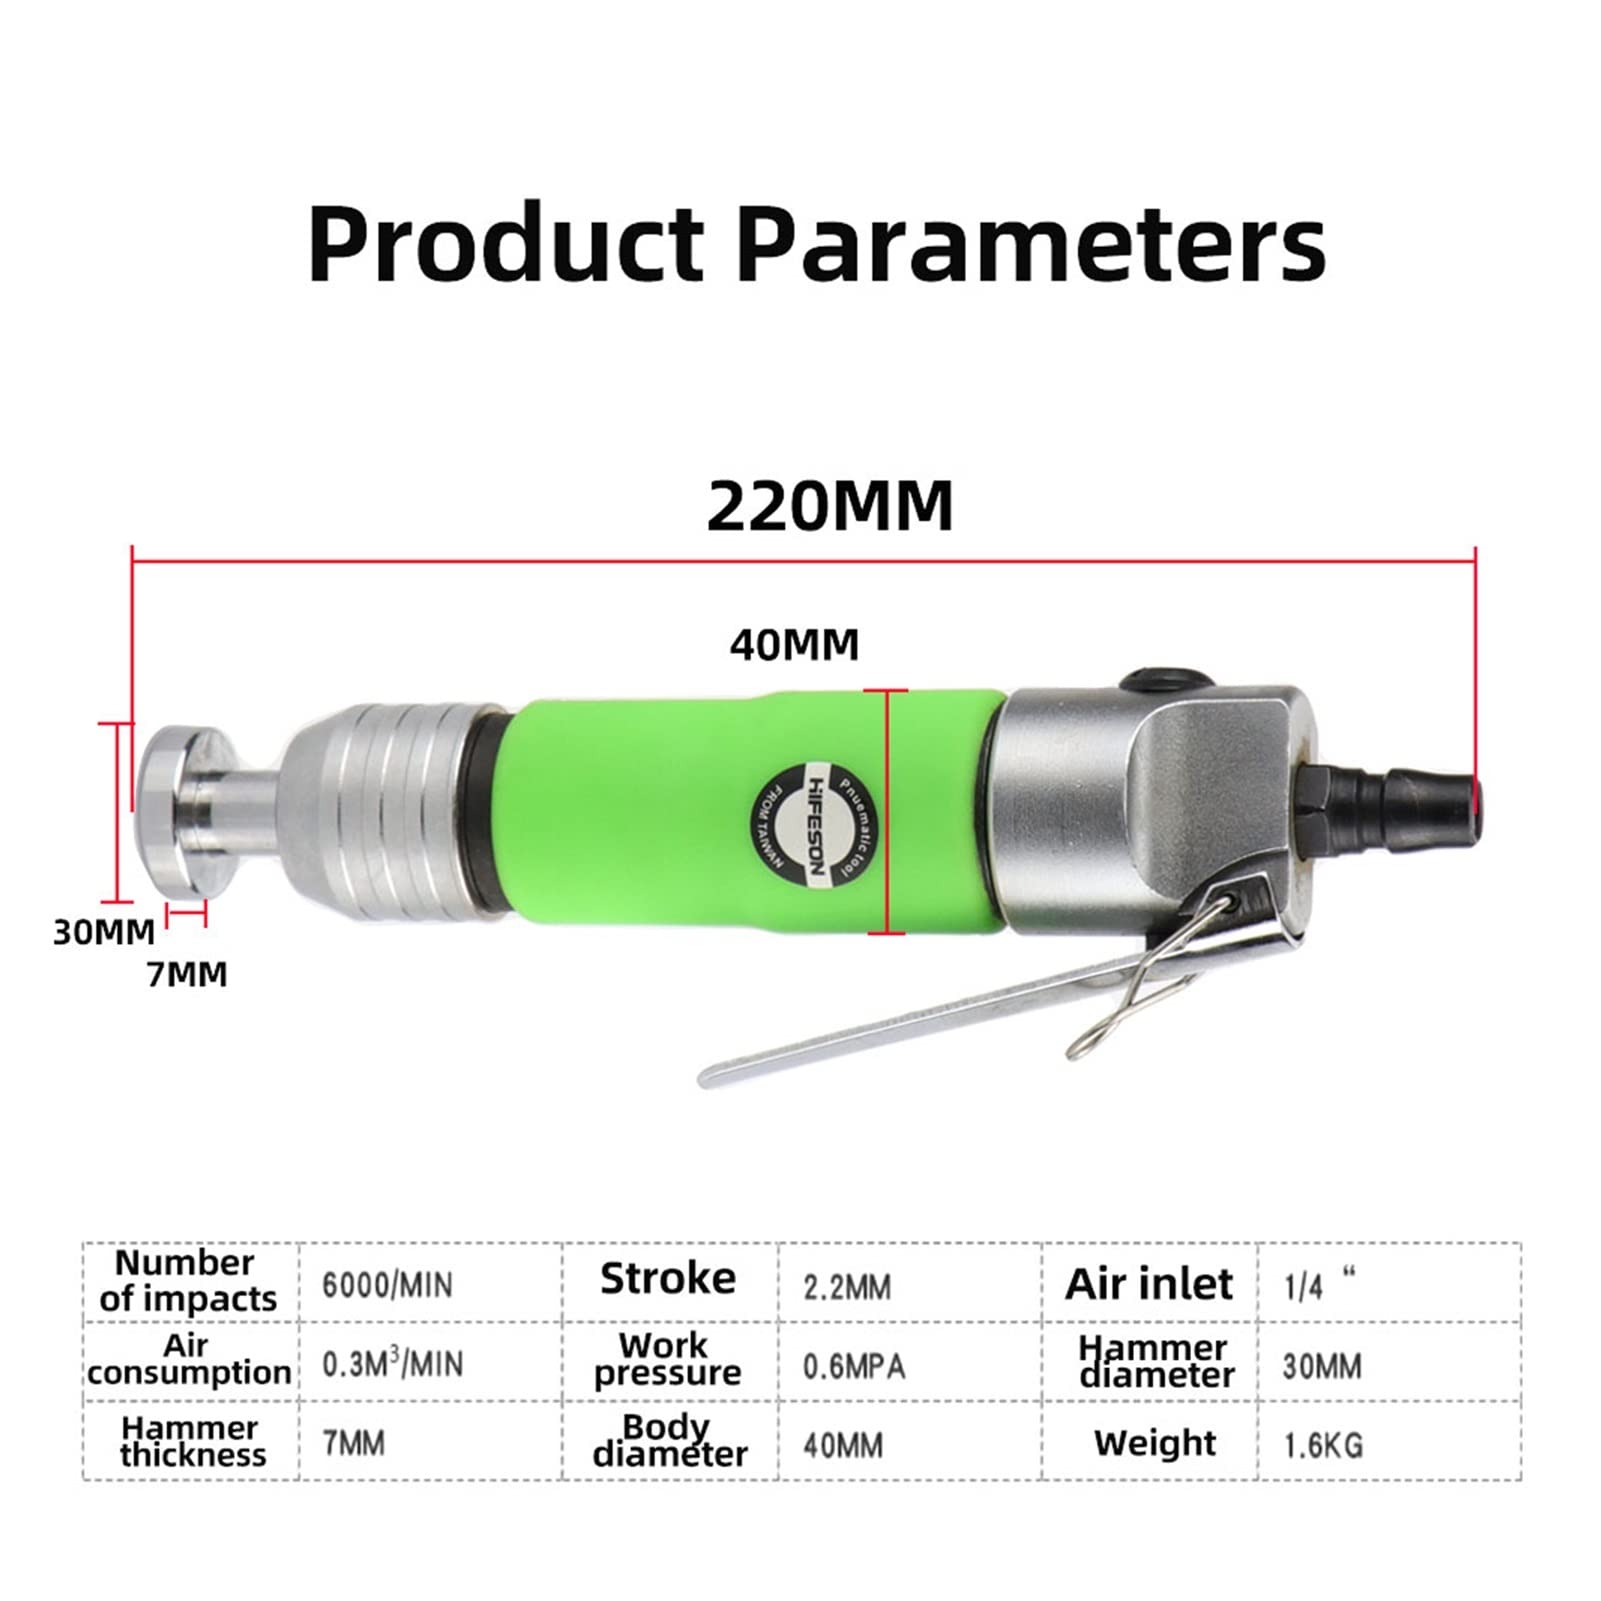 Product Parameters
220MM
40MM
Pnuematic tool
HIFESON
FROM TAIWAN
30MM
7MM
Number
of impacts
6000/MIN
Stroke
2.2MM
Air inlet
1/4 “
Air
consumption
0.3M³/MIN
Work
pressure
0.6MPA
Hammer
diameter
30MM
Hammer
thickness
7MM
Body
diameter
40MM
Weight
1.6KG